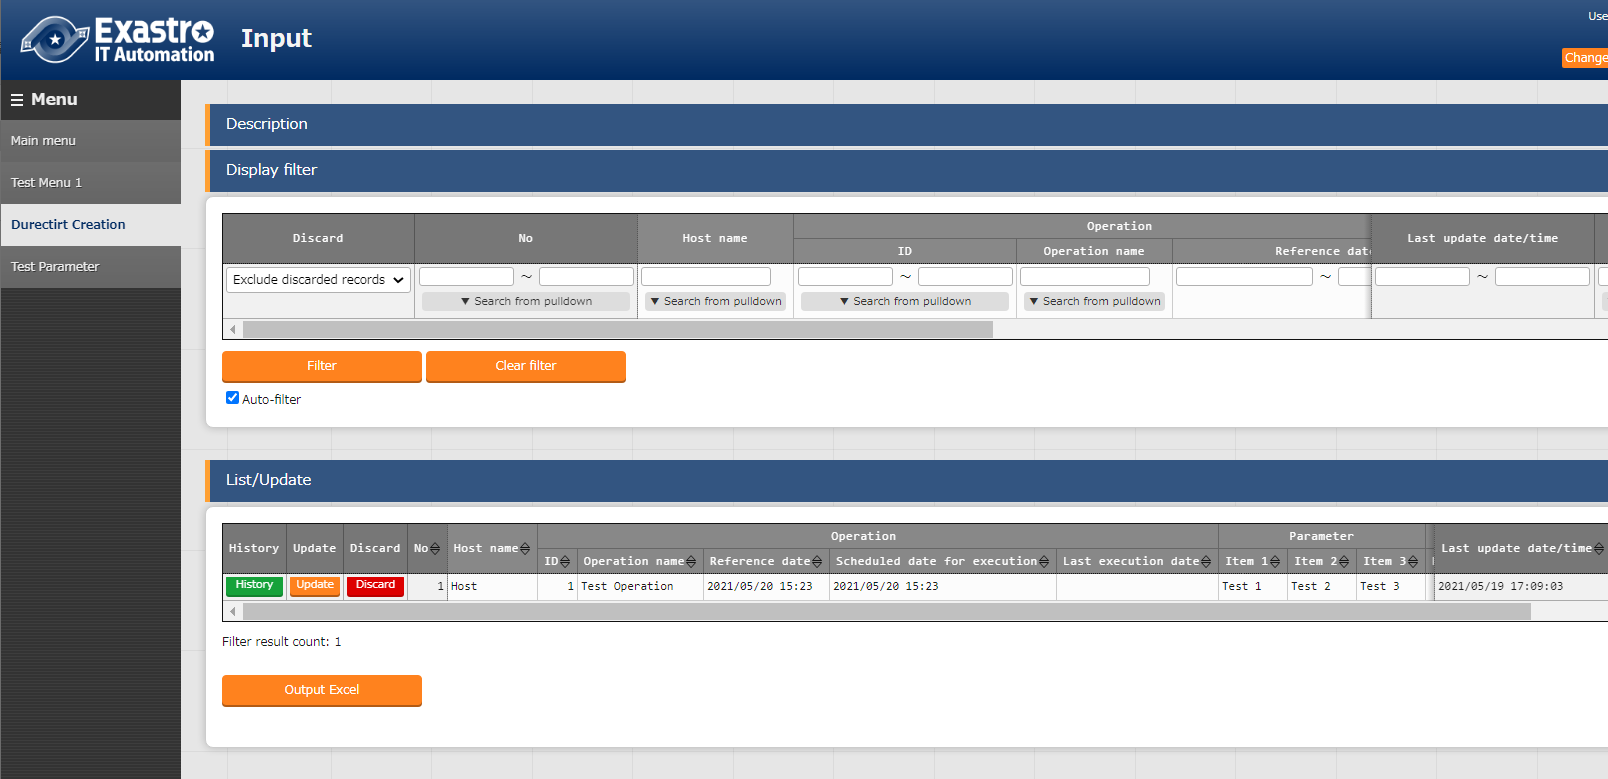 Exastro
IT Automation
Input
Use
Change
Menu
Main menu
Test Menu 1
Durectirt Creation
Test Parameter
Description
Display filter
Discard No Host name Operation Last update date/time
ID Operation name Reference dat
Exclude discarded records ~ ~ ~ ~
▼ Search from pulldown ▼ Search from pulldown ▼ Search from pulldown ▼ Search from pulldown
Filter Clear filter
Auto-filter
List/Update
History Update Discard No Host name Operation Parameter Last update date/time
ID Operation name Reference date Scheduled date for execution Last execution date Item 1 Item 2 Item 3
History Update Discard 1 Host 1 Test Operation 2021/05/20 15:23 2021/05/20 15:23 Test 1 Test 2 Test 3 2021/05/19 17:09:03
Filter result count: 1
Output Excel